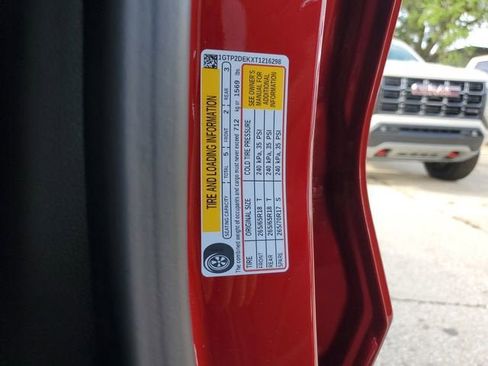 1GTP2DEKXT1216298
TIRE AND LOADING INFORMATION
SEATING CAPACITY | TOTAL 5 | FRONT 2 | REAR 3
The combined weight of occupants and cargo must never exceed 712 kg or 1569 lbs.
TIRE ORIGINAL SIZE COLD TIRE PRESSURE
FRONT 265/65R18 T 240 kPa, 35 PSI
REAR 265/65R18 T 240 kPa, 35 PSI
SPARE 265/70R17 S 240 kPa, 35 PSI
SEE OWNER'S
MANUAL FOR
ADDITIONAL
INFORMATION
GMC